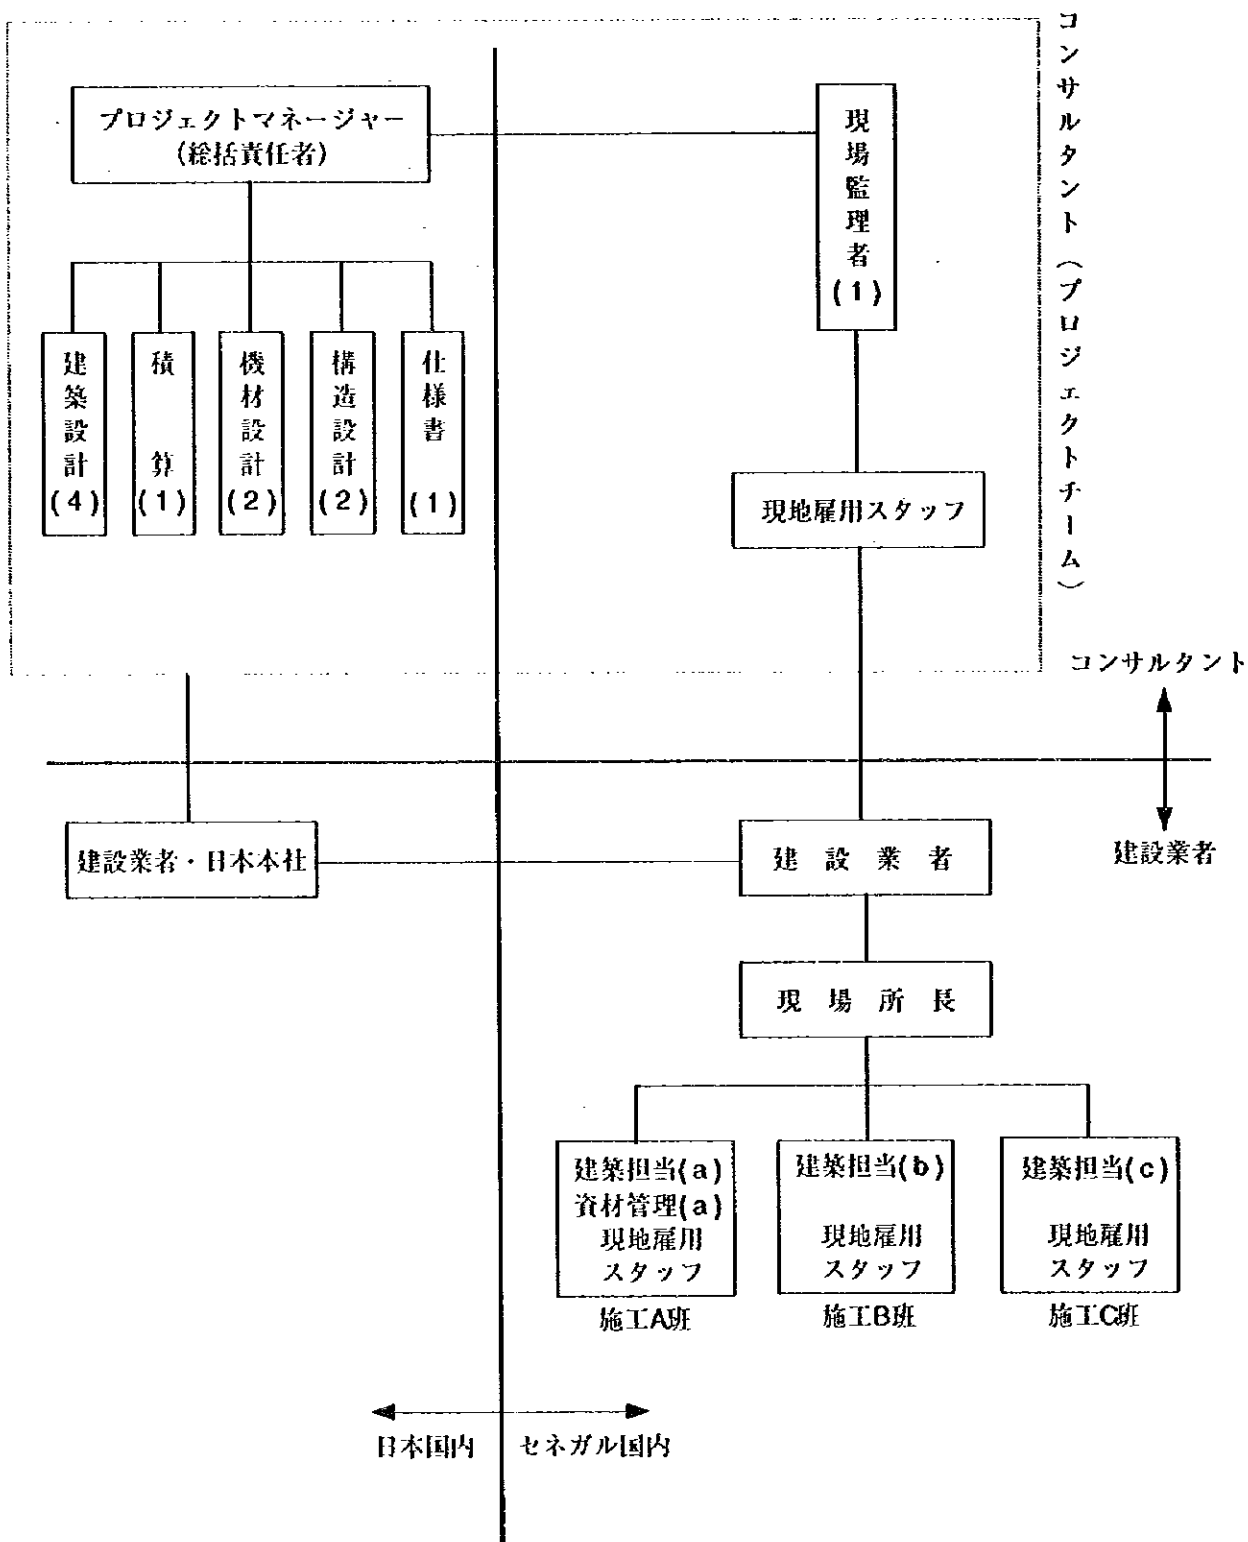 コンサルタント（プロジェクトチーム）
プロジェクトマネージャー
(総括責任者)
現場監理者
(1)
建築設計
(4)
積算
(1)
機材設計
(2)
構造設計
(2)
仕様書
(1)
現地雇用スタッフ
コンサルタント
建設業者
建設業者・日本本社
建設業者
現場所長
建築担当(a)
資材管理(a)
現地雇用
スタッフ
施工A班
建築担当(b)
現地雇用
スタッフ
施工B班
建築担当(c)
現地雇用
スタッフ
施工C班
日本国内
セネガル国内